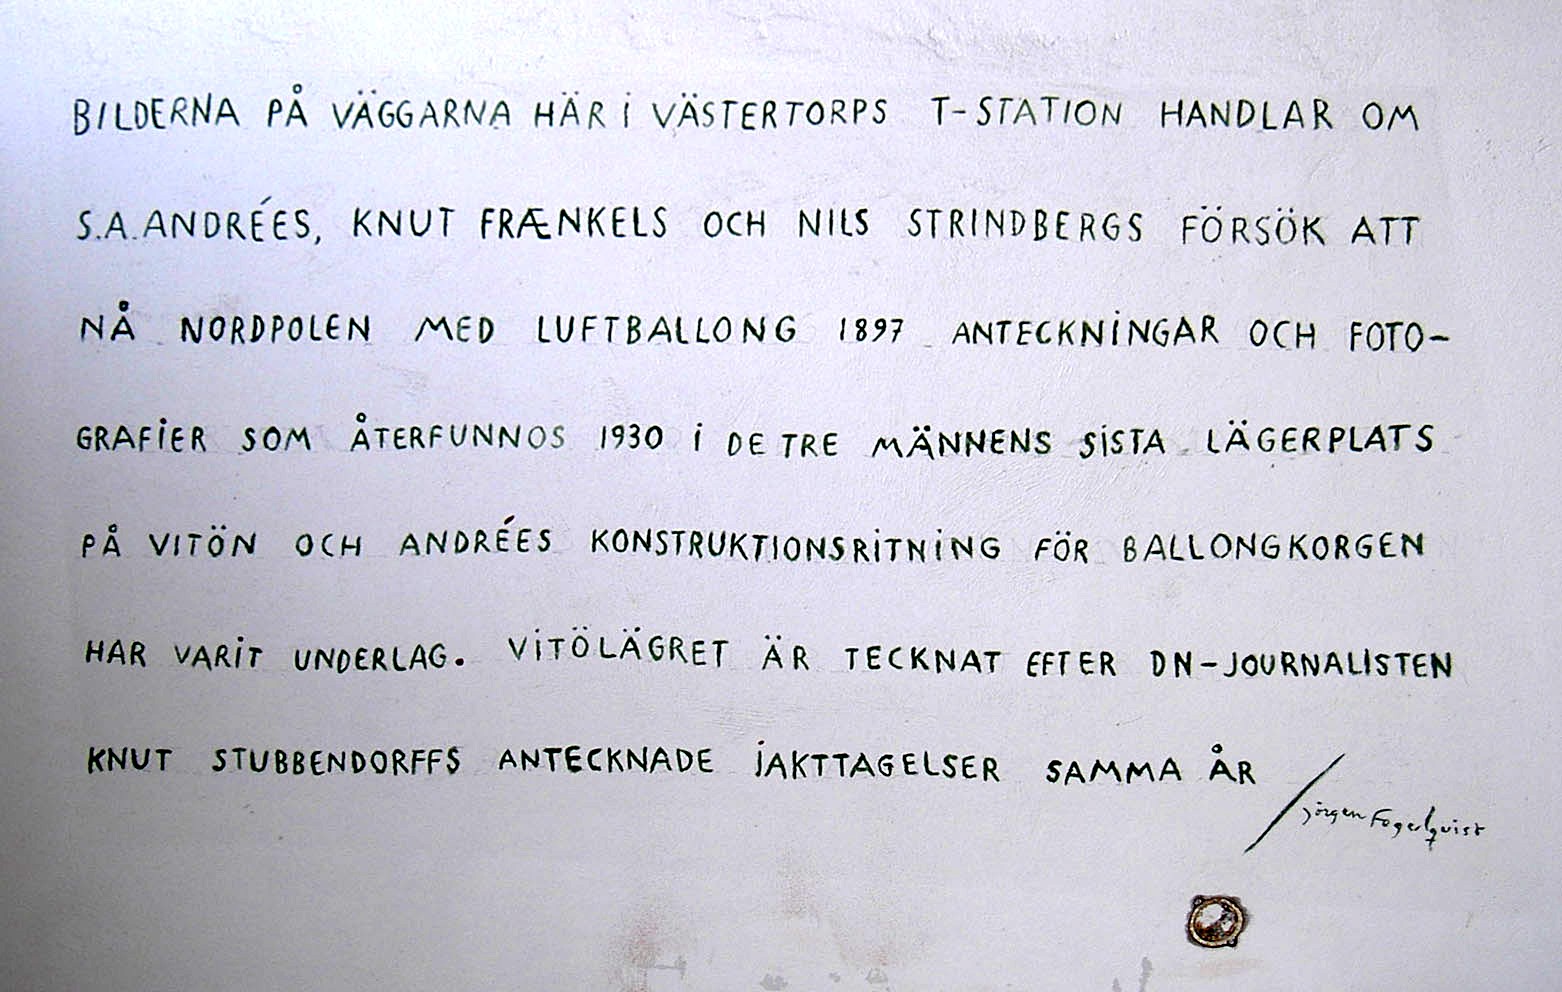 BILDERNA PÅ VÄGGARNA HÄR I VÄSTERTORPS T-STATION HANDLAR OM
S.A. ANDRÉES, KNUT FRÆNKELS OCH NILS STRINDBERGS FÖRSÖK ATT
NÅ NORDPOLEN MED LUFTBALLONG 1897 ANTECKNINGAR OCH FOTO-
GRAFIER SOM ÅTERFUNNOS 1930 I DE TRE MÄNNENS SISTA LÄGERPLATS
PÅ VITÖN OCH ANDRÉES KONSTRUKTIONSRITNING FÖR BALLONGKORGEN
HAR VARIT UNDERLAG. VITÖLÄGRET ÄR TECKNAT EFTER DN-JOURNALISTEN
KNUT STUBBENDORFFS ANTECKNADE IAKTTAGELSER SAMMA ÅR
Jörgen Fogelqvist